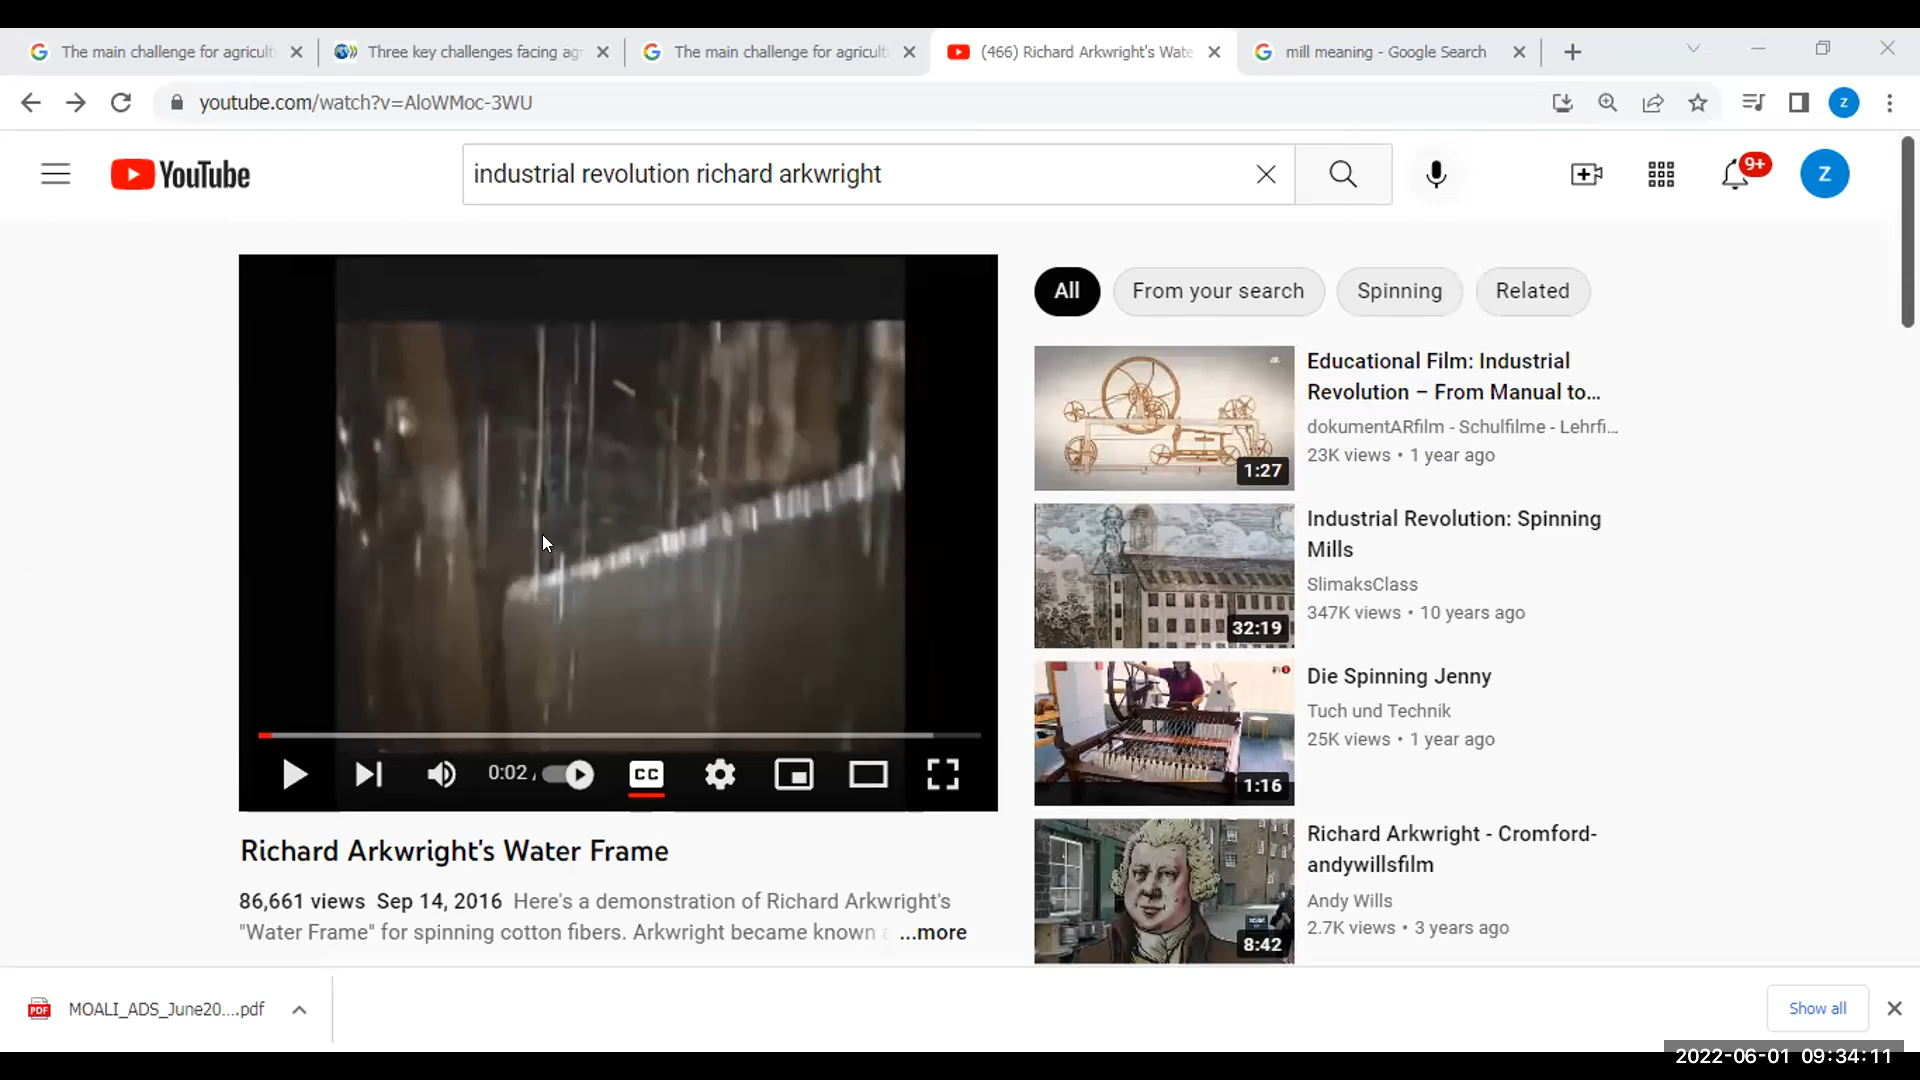 The main challenge for agricult
Three key challenges facing agr
The main challenge for agricult
(466) Richard Arkwright's Wate
mill meaning - Google Search
youtube.com/watch?v=AloWMoc-3WU
z
YouTube
industrial revolution richard arkwright
9+
Z
All
From your search
Spinning
Related
Educational Film: Industrial
Revolution – From Manual to...
dokumentARfilm - Schulfilme - Lehrfi...
23K views • 1 year ago
1:27
Industrial Revolution: Spinning
Mills
SlimaksClass
347K views • 10 years ago
32:19
Die Spinning Jenny
Tuch und Technik
25K views • 1 year ago
1:16
Richard Arkwright - Cromford-
andywillsfilm
Andy Wills
2.7K views • 3 years ago
8:42
0:02 /
CC
Richard Arkwright's Water Frame
86,661 views Sep 14, 2016 Here's a demonstration of Richard Arkwright's
"Water Frame" for spinning cotton fibers. Arkwright became known a ...more
PDF
MOALI_ADS_June20....pdf
Show all
2022-06-01 09:34:11